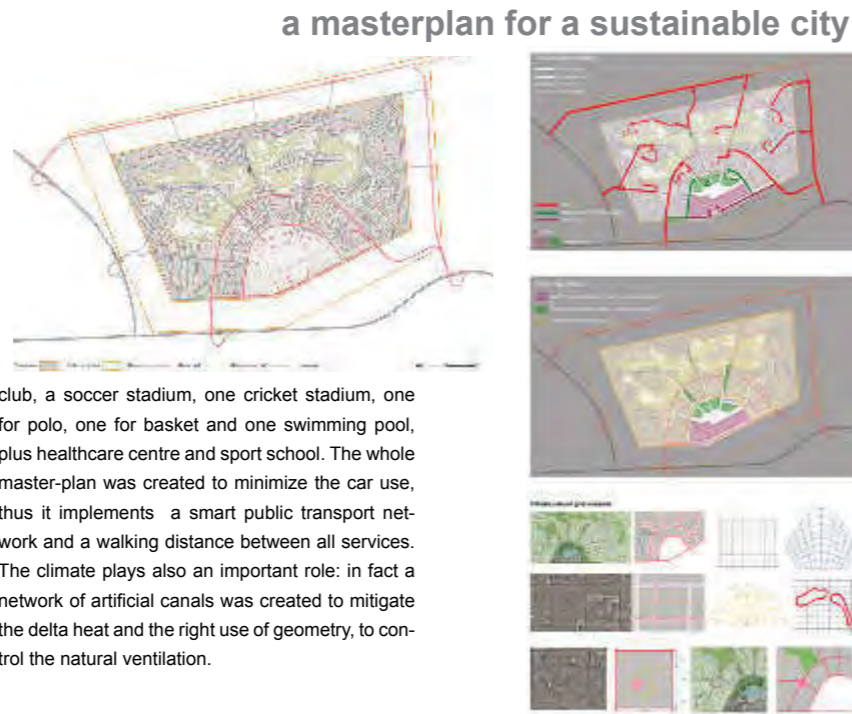 a masterplan for a sustainable city
club, a soccer stadium, one cricket stadium, one
for polo, one for basket and one swimming pool,
plus healthcare centre and sport school. The whole
master-plan was created to minimize the car use,
thus it implements a smart public transport net-
work and a walking distance between all services.
The climate plays also an important role: in fact a
network of artificial canals was created to mitigate
the delta heat and the right use of geometry, to con-
trol the natural ventilation.